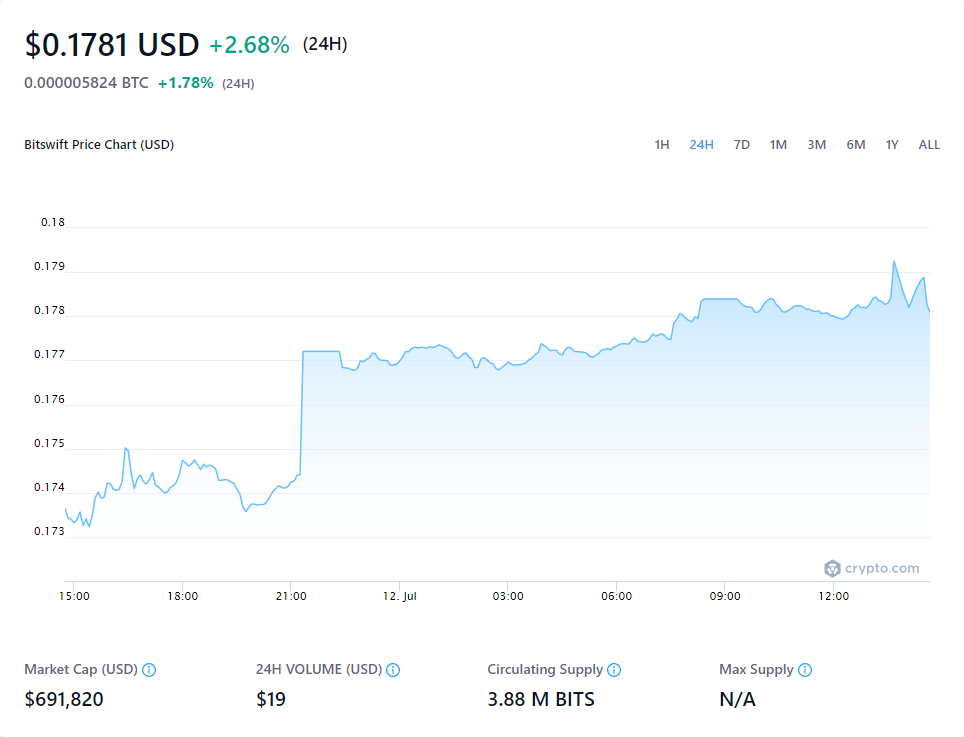 $0.1781 USD +2.68% (24H)
0.000005824 BTC +1.78% (24H)
Bitswift Price Chart (USD) 1H 24H 7D 1M 3M 6M 1Y ALL
0.18
0.179
0.178
0.177
0.176
0.175
0.174
0.173
crypto.com
15:00 18:00 21:00 12. Jul 03:00 06:00 09:00 12:00
Market Cap (USD) 24H VOLUME (USD) Circulating Supply Max Supply
$691,820 $19 3.88 M BITS N/A